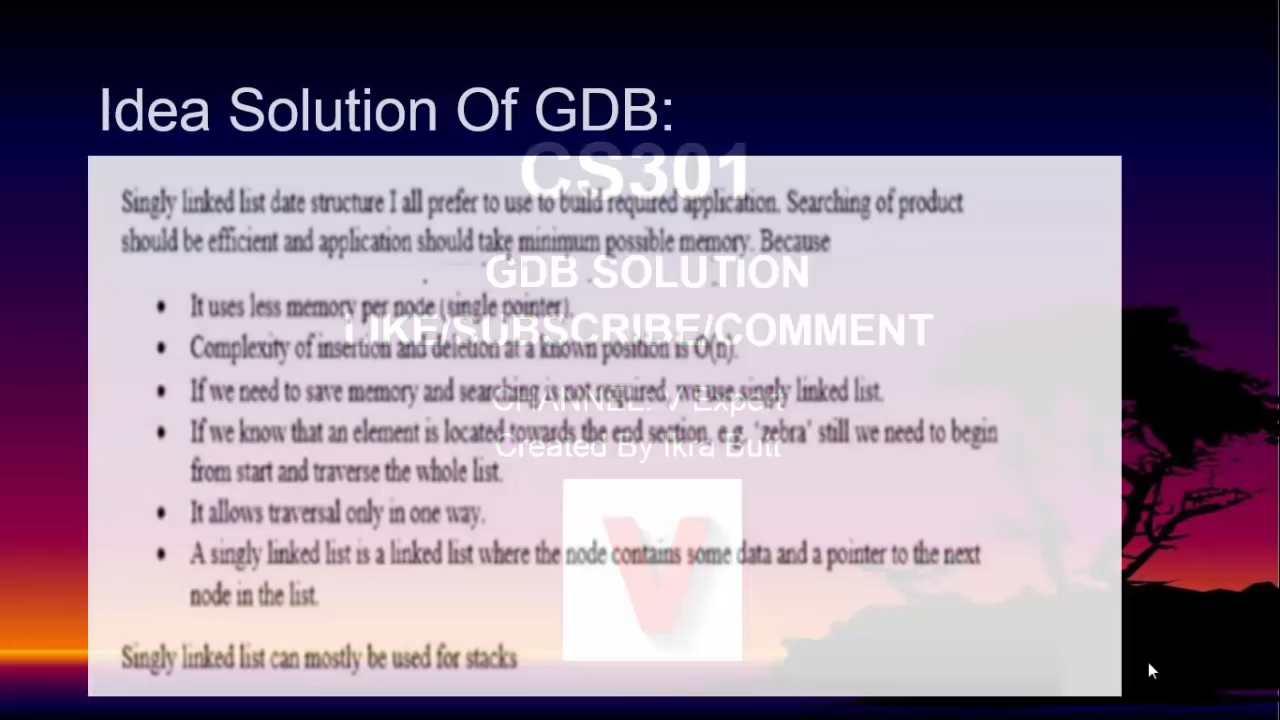 Idea Solution Of GDB:
CS301
Singly linked list date structure I all prefer to use to build required application. Searching of product
should be efficient and application should take minimum possible memory. Because
GDB SOLUTION
• It uses less memory per node (single pointer).
LIKE/SUBSCRIBE/COMMENT
• Complexity of insertion and deletion at a known position is O(n).
• If we need to save memory and searching is not required, we use singly linked list.
CHANNEL: V Expert
• If we know that an element is located towards the end section, e.g. 'zebra' still we need to begin
Created By Ikra Butt
from start and traverse the whole list.
• It allows traversal only in one way.
• A singly linked list is a linked list where the node contains some data and a pointer to the next
node in the list.
V
Singly linked list can mostly be used for stacks